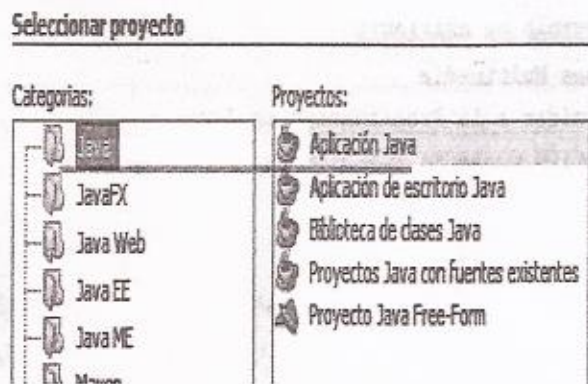 Seleccionar proyecto
Categorías:
Java
JavaFX
Java Web
Java EE
Java ME
Maven
Proyectos:
Aplicación Java
Aplicación de escritorio Java
Biblioteca de clases Java
Proyectos Java con fuentes existentes
Proyecto Java Free-Form